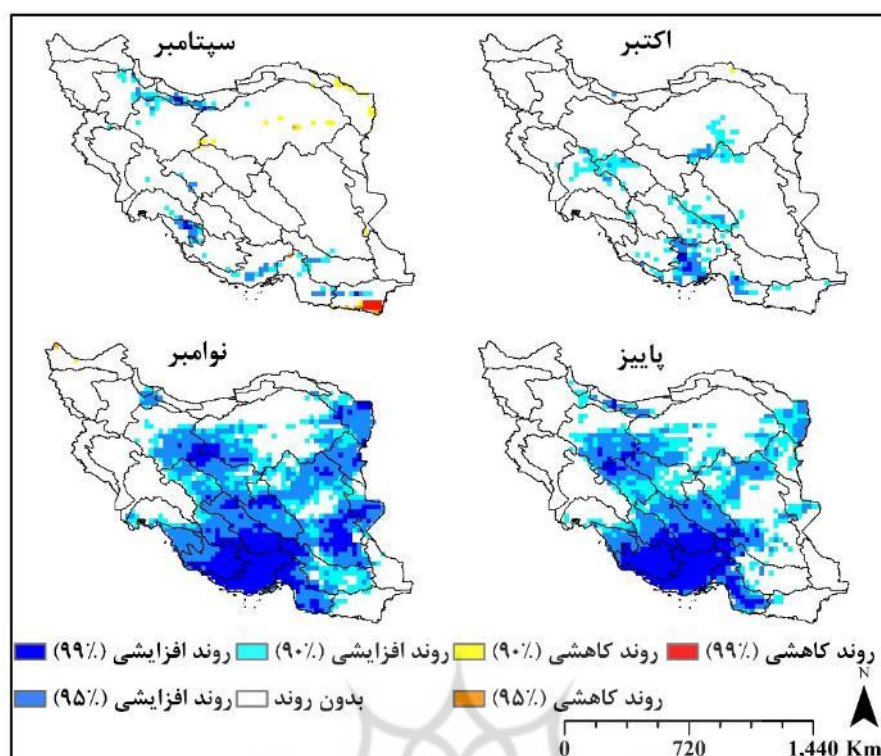 سپتامبر
اکتبر
نوامبر
پاییز
روند کاهشی (۹۹٪) روند کاهشی (۹۰٪) روند افزایشی (۹۰٪) روند افزایشی (۹۹٪)
روند کاهشی (۹۵٪) بدون روند روند افزایشی (۹۵٪)
N
0 720 1,440 Km